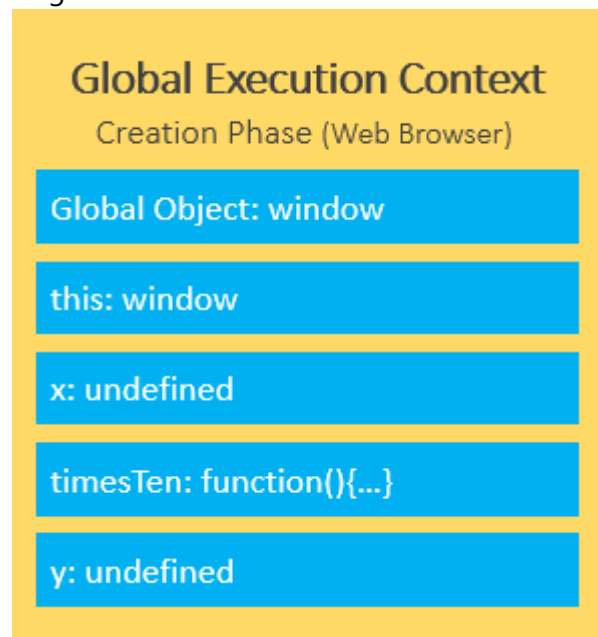 Global Execution Context
Creation Phase (Web Browser)
Global Object: window
this: window
x: undefined
timesTen: function(){...}
y: undefined